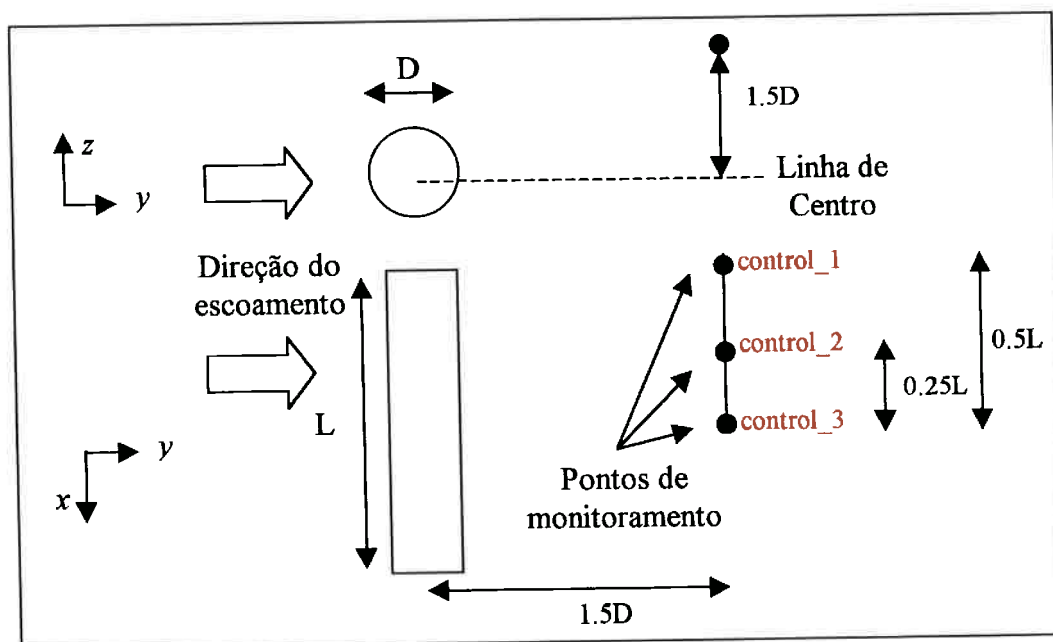 D
1.5D
z
y
Linha de
Centro
Direção do
escoamento
control_1
control_2
0.5L
0.25L
L
control_3
y
x
Pontos de
monitoramento
1.5D